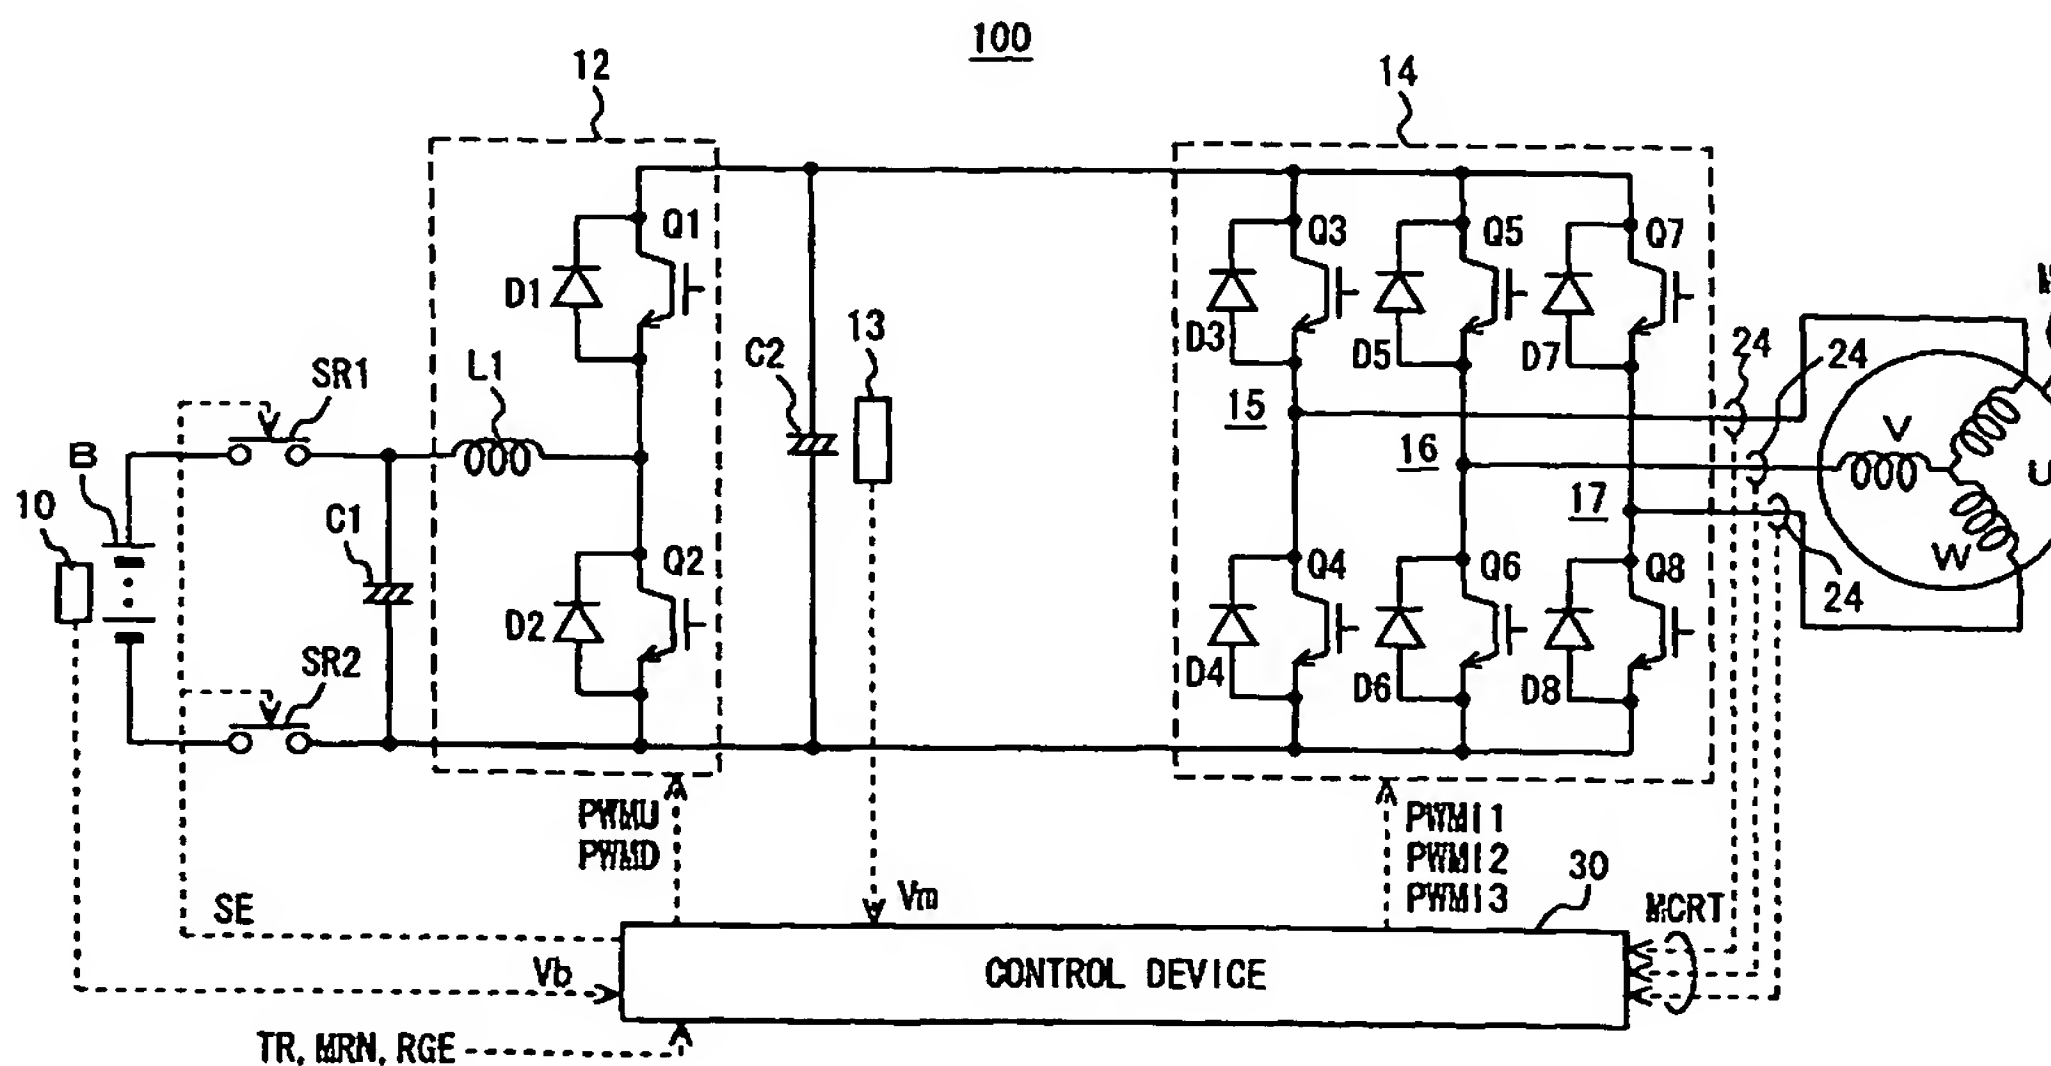 100
12
14
Q1
Q3
Q5
Q7
D1
13
D3
D5
D7
24
24
C2
L1
SR1
15
V
B
16
U
10
C1
17
Q2
Q4
Q6
Q8
W
24
D2
SR2
D4
D6
D8
PWMU
PWMD
PWMI1
PWMI2
PWMI3
30
SE
Vm
MCRT
Vb
CONTROL DEVICE
TR, MRN, RGE